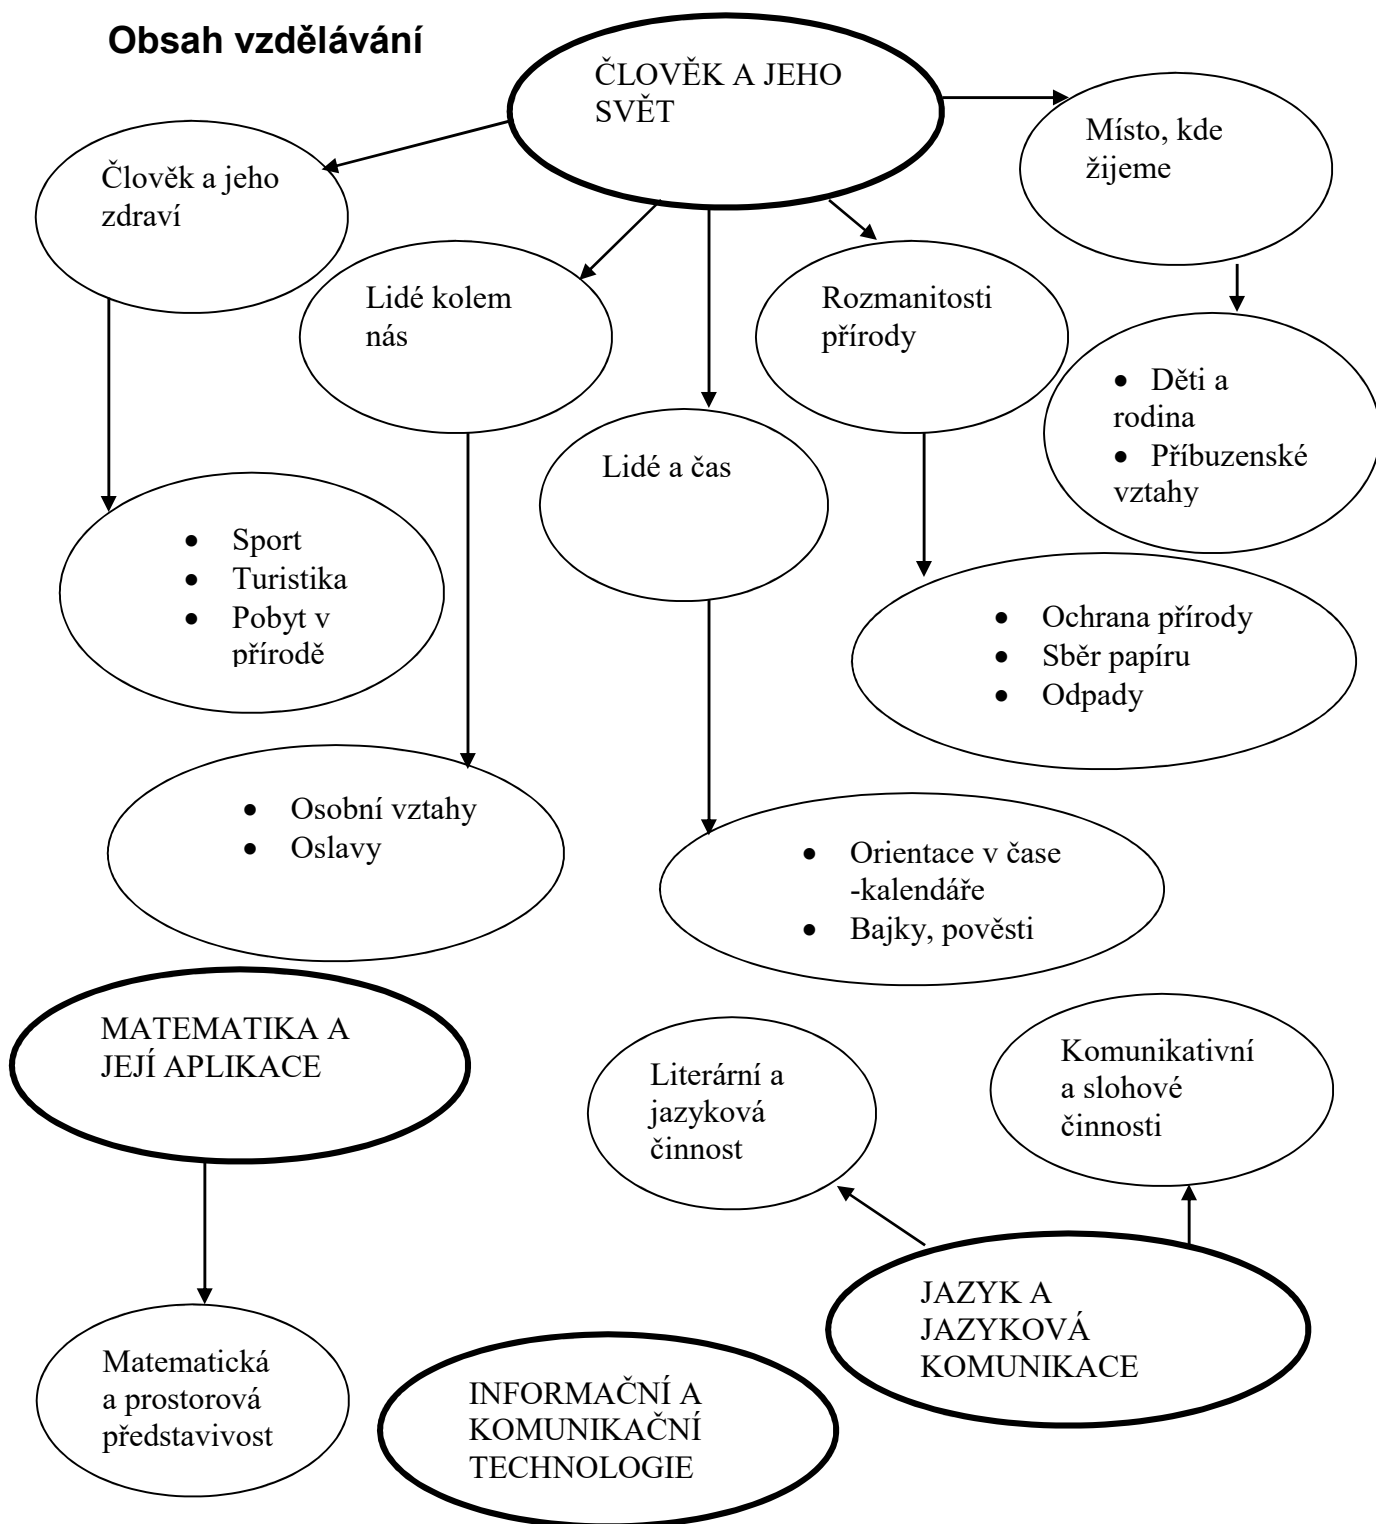 Obsah vzdělávání
ČLOVĚK A JEHO
SVĚT
Místo, kde
žijeme
Člověk a jeho
zdraví
Lidé kolem
nás
Rozmanitosti
přírody
• Děti a
rodina
• Příbuzenské
vztahy
Lidé a čas
• Sport
• Turistika
• Pobyt v
přírodě
• Ochrana přírody
• Sběr papíru
• Odpady
• Osobní vztahy
• Oslavy
• Orientace v čase
-kalendáře
• Bajky, pověsti
MATEMATIKA A
JEJÍ APLIKACE
Literární a
jazyková
činnost
Komunikativní
a slohové
činnosti
JAZYK A
JAZYKOVÁ
KOMUNIKACE
Matematická
a prostorová
představivost
INFORMAČNÍ A
KOMUNIKAČNÍ
TECHNOLOGIE